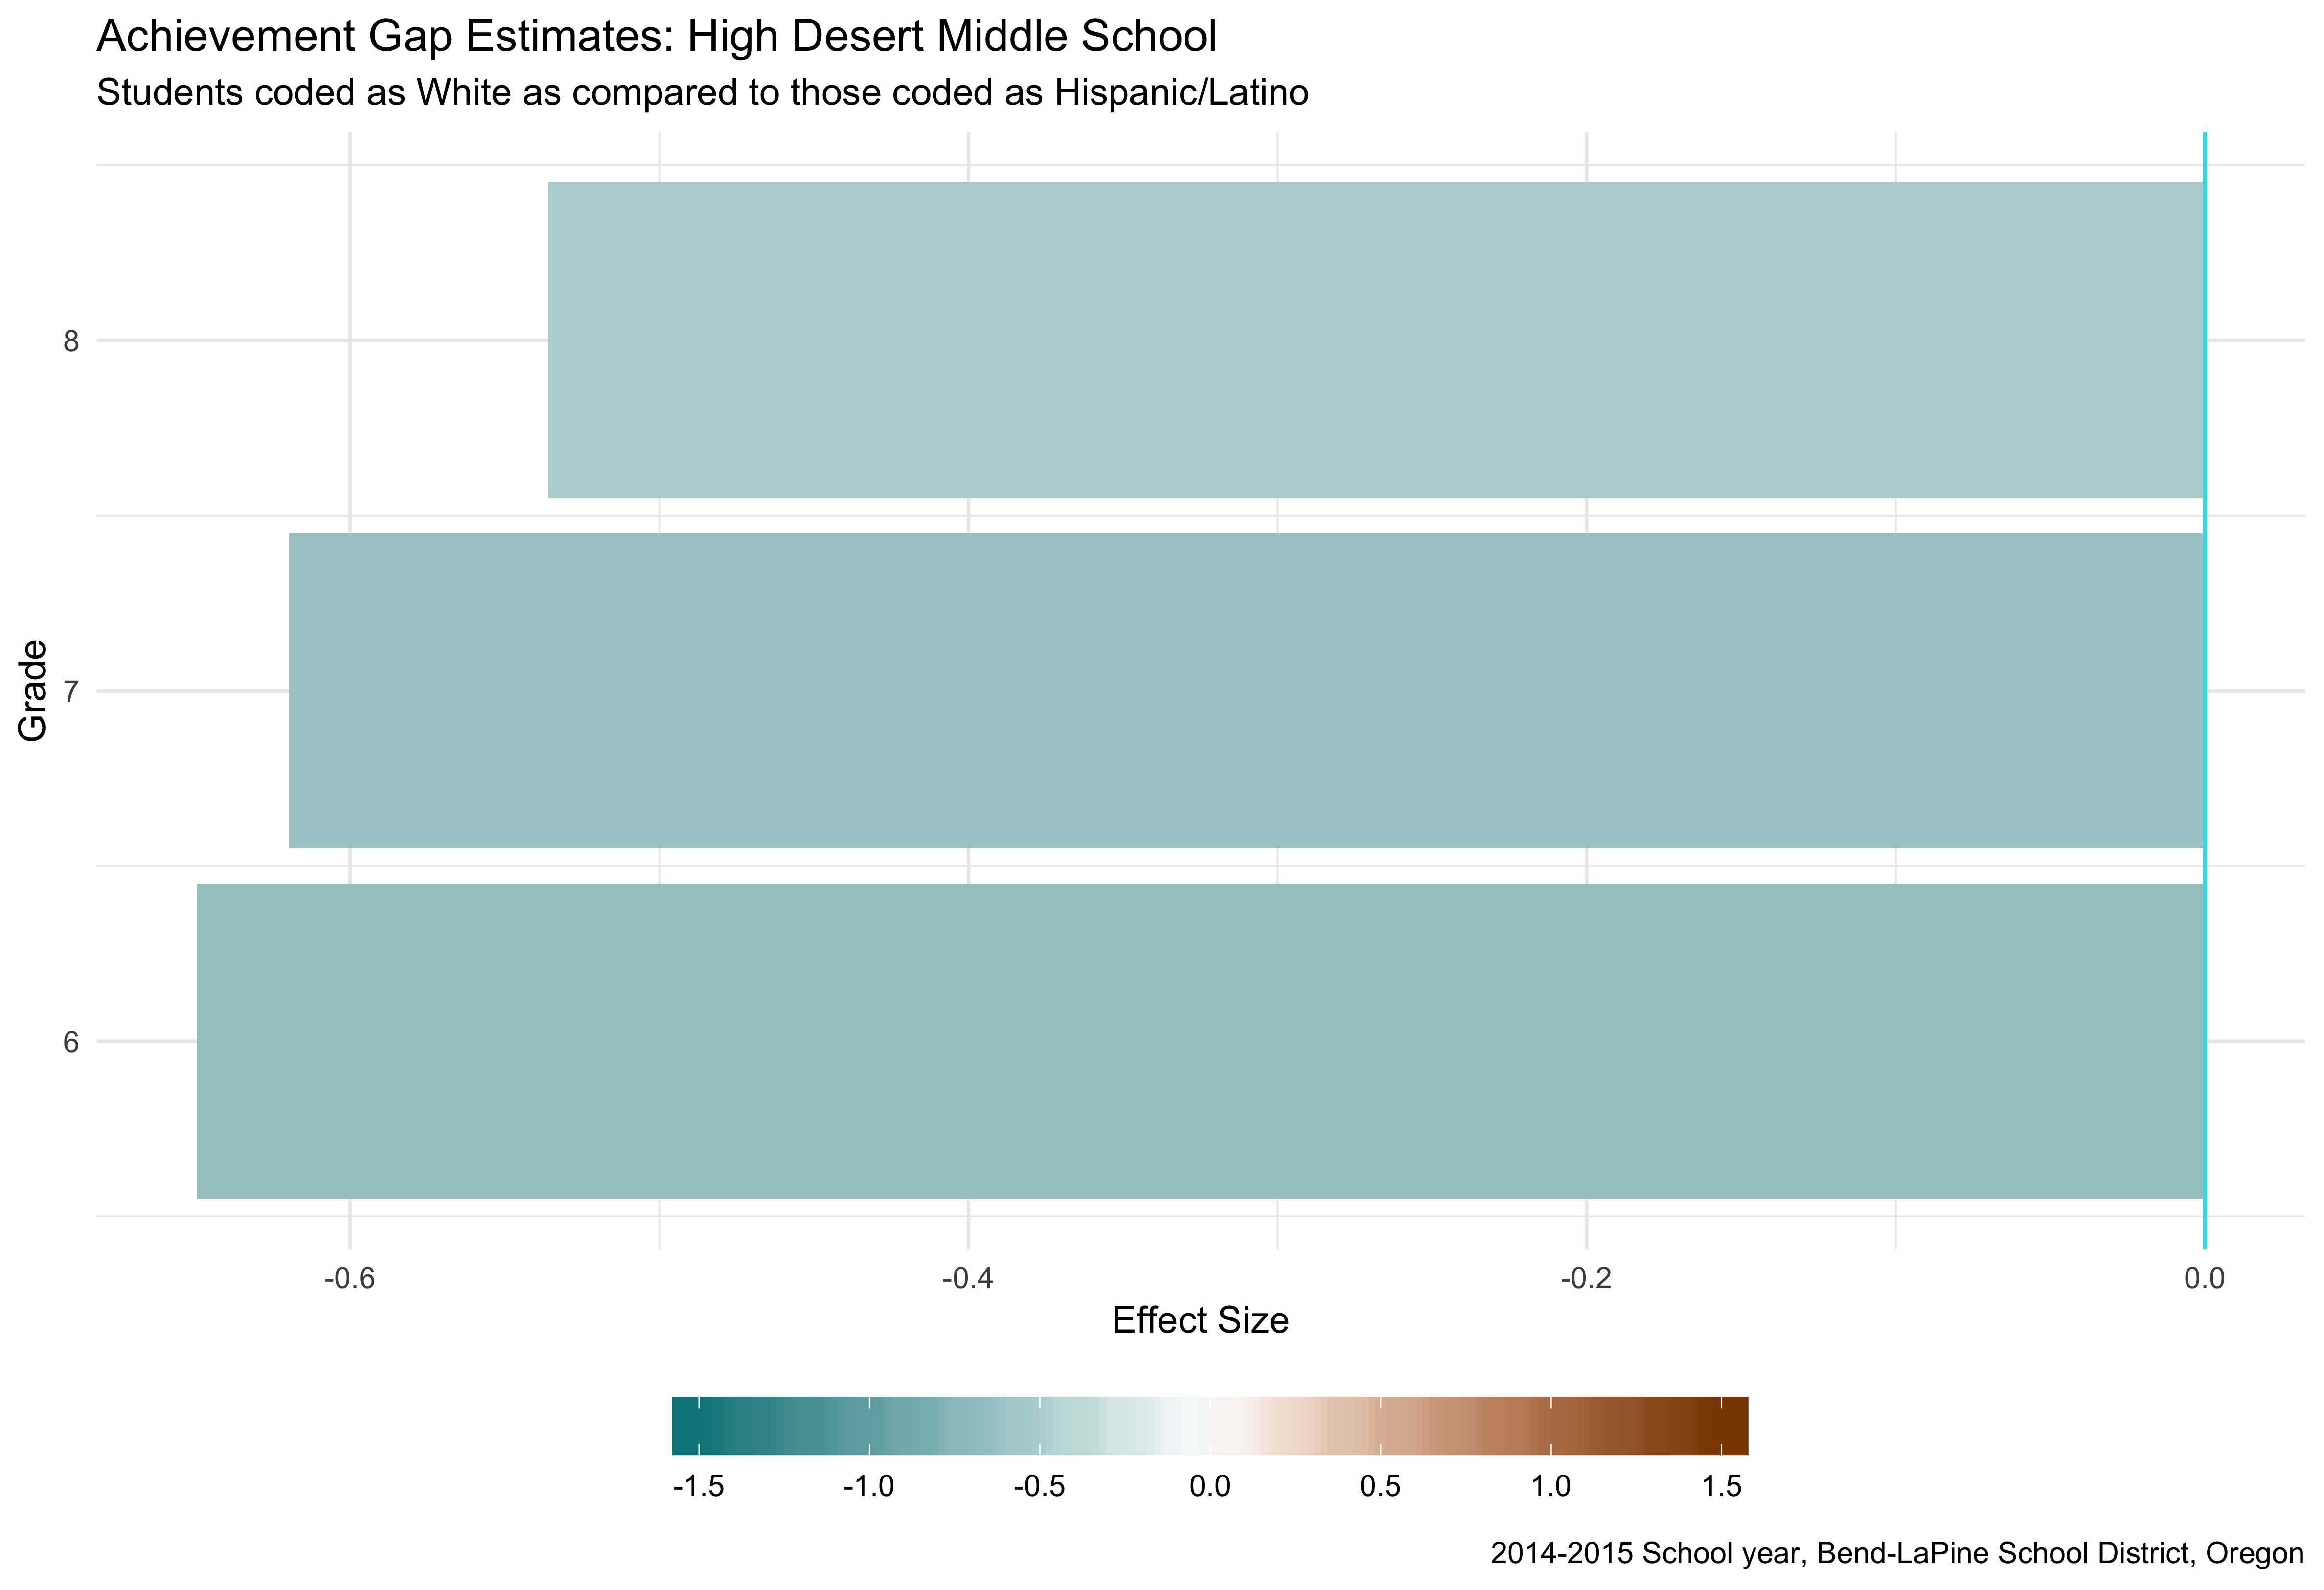 Achievement Gap Estimates: High Desert Middle School
Students coded as White as compared to those coded as Hispanic/Latino
Grade
8
7
6
-0.6 -0.4 -0.2 0.0
Effect Size
-1.5 -1.0 -0.5 0.0 0.5 1.0 1.5
2014-2015 School year, Bend-LaPine School District, Oregon